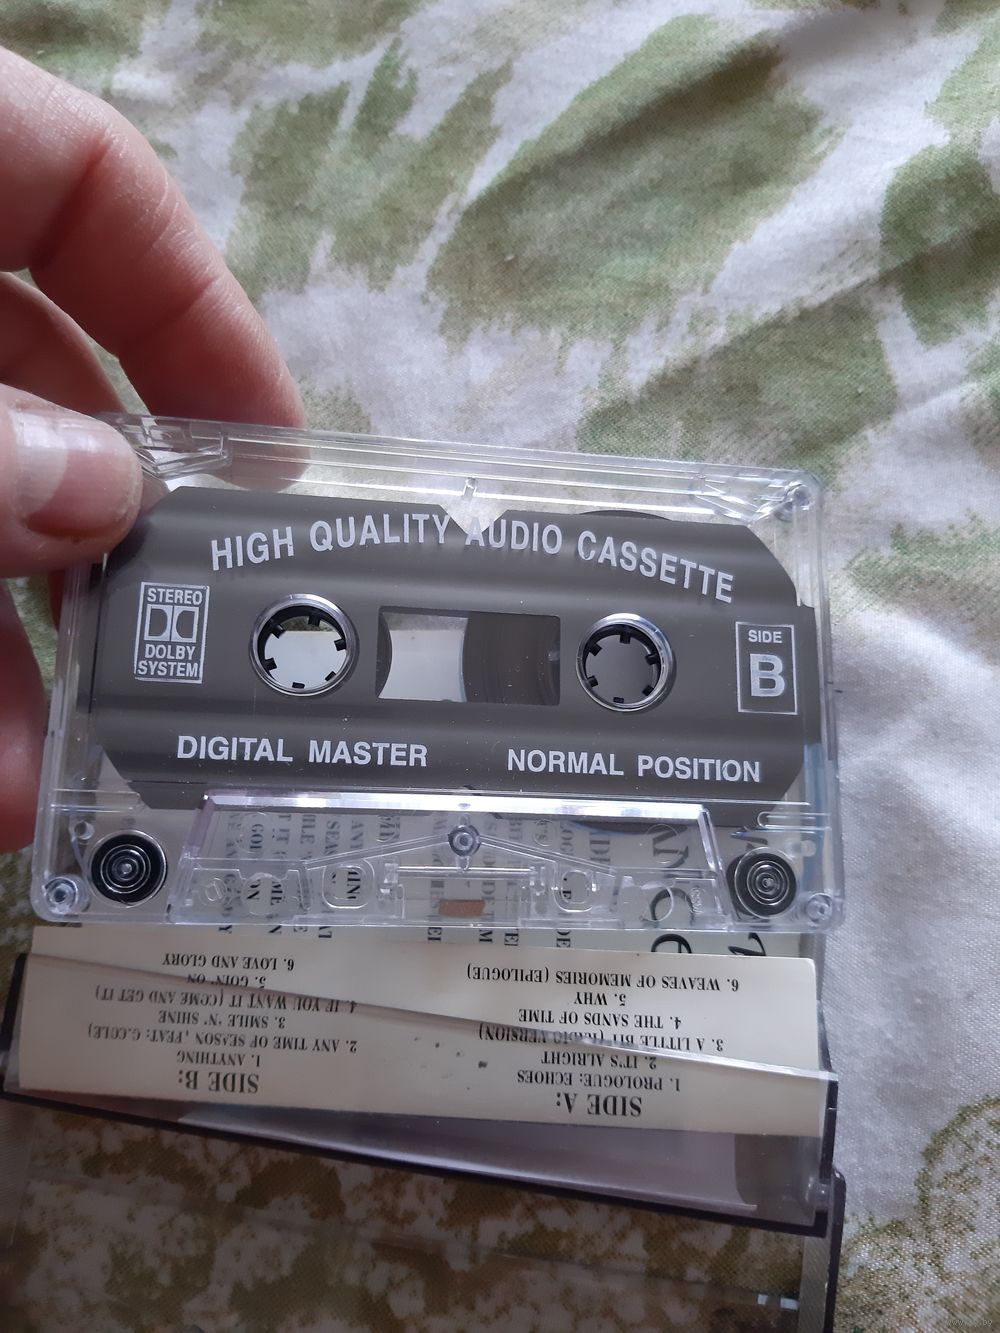 HIGH QUALITY AUDIO CASSETTE
STEREO
DOLBY
SYSTEM
SIDE
B
DIGITAL MASTER
NORMAL POSITION
SIDE A:
1. PROLOGUE: ECHOES
2. IT'S ALRIGHT
3. A LITTLE BIT (RADIO VERSION)
4. THE SANDS OF TIME
5. WHY
6. WEAVES OF MEMORIES (EPILOGUE)
SIDE B:
1. ANYTHING
2. ANY TIME OF SEASON, FEAT: G.COLE)
3. SMILE 'N' SHINE
4. IF YOU WANT IT (COME AND GET IT)
5. GOIN' ON
6. LOVE AND GLORY